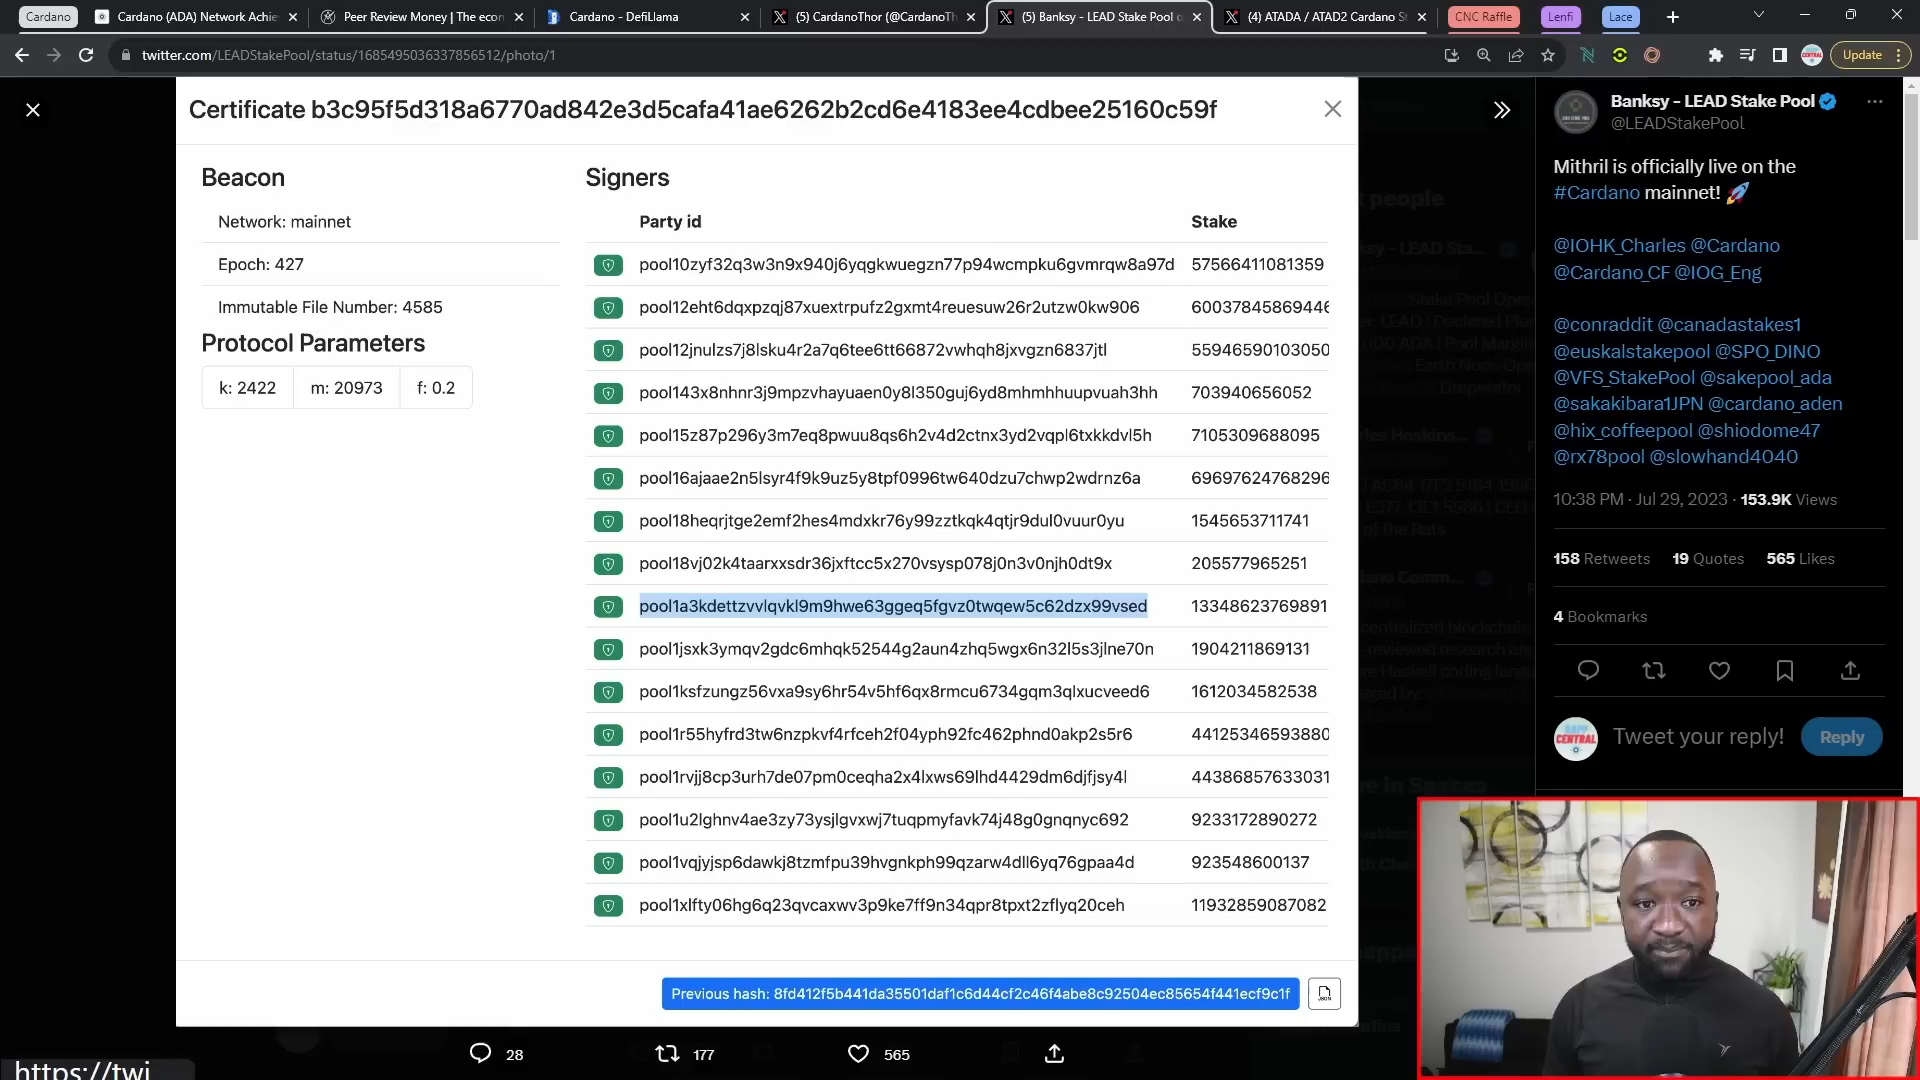 Cardano
Cardano (ADA) Network Achie
Peer Review Money | The econ
Cardano - DefiLlama
(5) CardanoThor (@CardanoTh
(5) Banksy - LEAD Stake Pool o
(4) ATADA / ATAD2 Cardano S
CNC Raffle
Lenfi
Lace
twitter.com/LEADStakePool/status/1685495036337856512/photo/1
Update
Certificate b3c95f5d318a6770ad842e3d5cafa41ae6262b2cd6e4183ee4cdbee25160c59f
Beacon
Network: mainnet
Epoch: 427
Immutable File Number: 4585
Protocol Parameters
k: 2422 m: 20973 f: 0.2
Signers
Party id Stake
pool10zyf32q3w3n9x940j6yqgkwuegzn77p94wcmpku6gvmrqw8a97d 57566411081359
pool12eht6dqxpzqj87xuextrpufz2gxmt4reuesuw26r2utzw0kw906 60037845869446
pool12jnulzs7j8lsku4r2a7q6tee6tt66872vwhqh8jxvgzn6837jtl 55946590103050
pool143x8nhnr3j9mpzvhayuaen0y8l350guj6yd8mhmhhuupvuah3hh 703940656052
pool15z87p296y3m7eq8pwuu8qs6h2v4d2ctnx3yd2vqpl6txkkdvl5h 7105309688095
pool16ajaae2n5lsyr4f9k9uz5y8tpf0996tw640dzu7chwp2wdrnz6a 69697624768296
pool18heqrjtge2emf2hes4mdxkr76y99zztkqk4qtjr9dul0vuur0yu 1545653711741
pool18vj02k4taarxxsdr36jxftcc5x270vsysp078j0n3v0njh0dt9x 205577965251
pool1a3kdettzvvlqvkl9m9hwe63ggeq5fgvz0twqew5c62dzx99vsed 13348623769891
pool1jsxk3ymqv2gdc6mhqk52544g2aun4zhq5wgx6n32l5s3jlne70n 1904211869131
pool1ksfzungz56vxa9sy6hr54v5hf6qx8rmcu6734gqm3qlxucveed6 1612034582538
pool1r55hyfrd3tw6nzpkvf4rfceh2f04yph92fc462phnd0akp2s5r6 44125346593880
pool1rvjj8cp3urh7de07pm0ceqha2x4lxws69lhd4429dm6djfjsy4l 44386857633031
pool1u2lghnv4ae3zy73ysjlgvxwj7tuqpmyfavk74j48g0gnqnyc692 9233172890272
pool1vqjyjsp6dawkj8tzmfpu39hvgnkph99qzarw4dll6yq76gpaa4d 923548600137
pool1xlfty06hg6q23qvcaxwv3p9ke7ff9n34qpr8tpxt2zflyq20ceh 11932859087082
Previous hash: 8fd412f5b441da35501daf1c6d44cf2c46f4abe8c92504ec85654f441ecf9c1f
JSON
28 177 565
https://twi
Banksy - LEAD Stake Pool
@LEADStakePool
Mithril is officially live on the
#Cardano mainnet! 🚀
@IOHK_Charles @Cardano
@Cardano_CF @IOG_Eng
@conraddit @canadastakes1
@euskalstakepool @SPO_DINO
@VFS_StakePool @sakepool_ada
@sakakibara1JPN @cardano_aden
@hix_coffeepool @shiodome47
@rx78pool @slowhand4040
10:38 PM · Jul 29, 2023 · 153.9K Views
158 Retweets 19 Quotes 565 Likes
4 Bookmarks
CENTRAL
Tweet your reply!
Reply